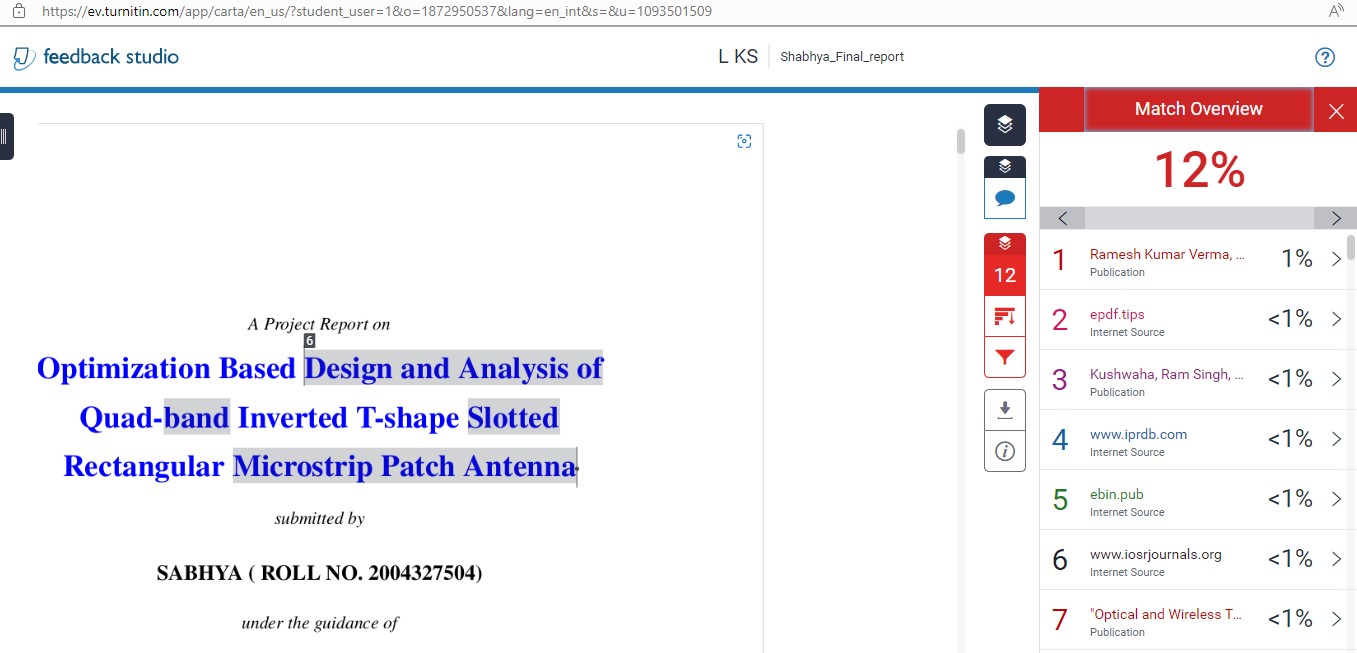 https://ev.turnitin.com/app/carta/en_us/?student_user=1&o=1872950537&lang=en_int&s=&u=1093501509
feedback studio
L KS
Shabhya_Final_report
?
Match Overview
12%
12
A Project Report on
6
Optimization Based Design and Analysis of
Quad-band Inverted T-shape Slotted
Rectangular Microstrip Patch Antenna
submitted by
SABHYA ( ROLL NO. 2004327504)
under the guidance of
1 Ramesh Kumar Verma, ... 1%
Publication
2 epdf.tips <1%
Internet Source
3 Kushwaha, Ram Singh, ... <1%
Publication
4 www.iprdb.com <1%
Internet Source
5 ebin.pub <1%
Internet Source
6 www.iosrjournals.org <1%
Internet Source
7 "Optical and Wireless T... <1%
Publication